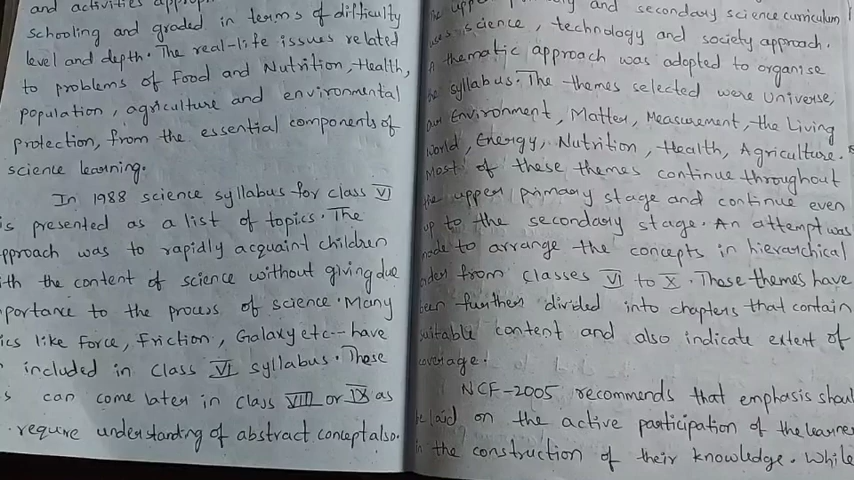 and activities
schooling and graded in terms of difficulty
level and depth. The real-life issues related
to problems of Food and Nutrition, Health,
population, agriculture and environmental
protection, from the essential components of
science learning.
In 1988 science syllabus for class VI
is presented as a list of topics. The
pproach was to rapidly acquaint children
ith the content of science without giving due
portance to the process of science. Many
ics like Force, Friction, Galaxy etc-- have
included in class VI syllabus. These
s can come later in class VIII or IX as
require understanding of abstract concept also.
and secondary science curriculum
uses science, technology and society approach.
A thematic approach was adopted to organise
he syllabus. The themes selected were Universe,
our Environment, Matter, Measurement, the Living
world, Energy, Nutrition, Health, Agriculture.
Most of these themes continue throughout
the upper primary stage and continue even
up to the secondary stage. An attempt was
made to arrange the concepts in hierarchical
order from classes VI to X. These themes have
been further divided into chapters that contain
suitable content and also indicate extent of
coverage.
NCF-2005 recommends that emphasis shoul
be laid on the active participation of the learner
in the construction of their knowledge. While